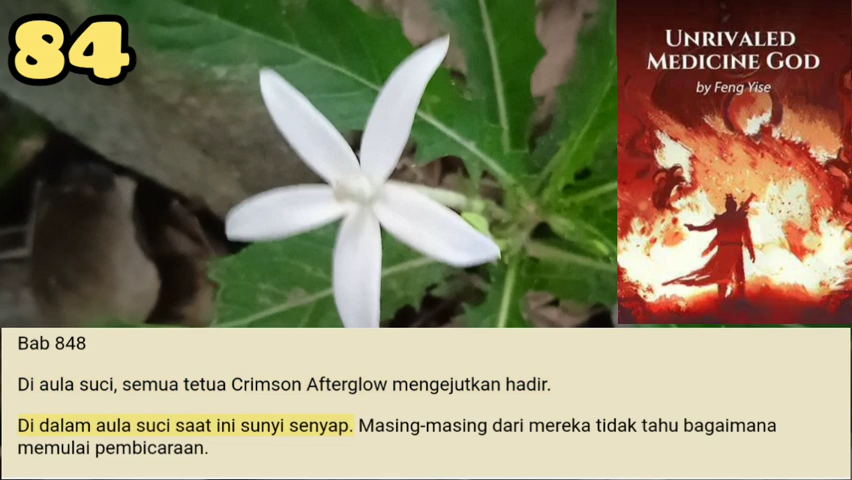 84
UNRIVALED
MEDICINE GOD
by Feng Yise
Bab 848
Di aula suci, semua tetua Crimson Afterglow mengejutkan hadir.
Di dalam aula suci saat ini sunyi senyap. Masing-masing dari mereka tidak tahu bagaimana
memulai pembicaraan.